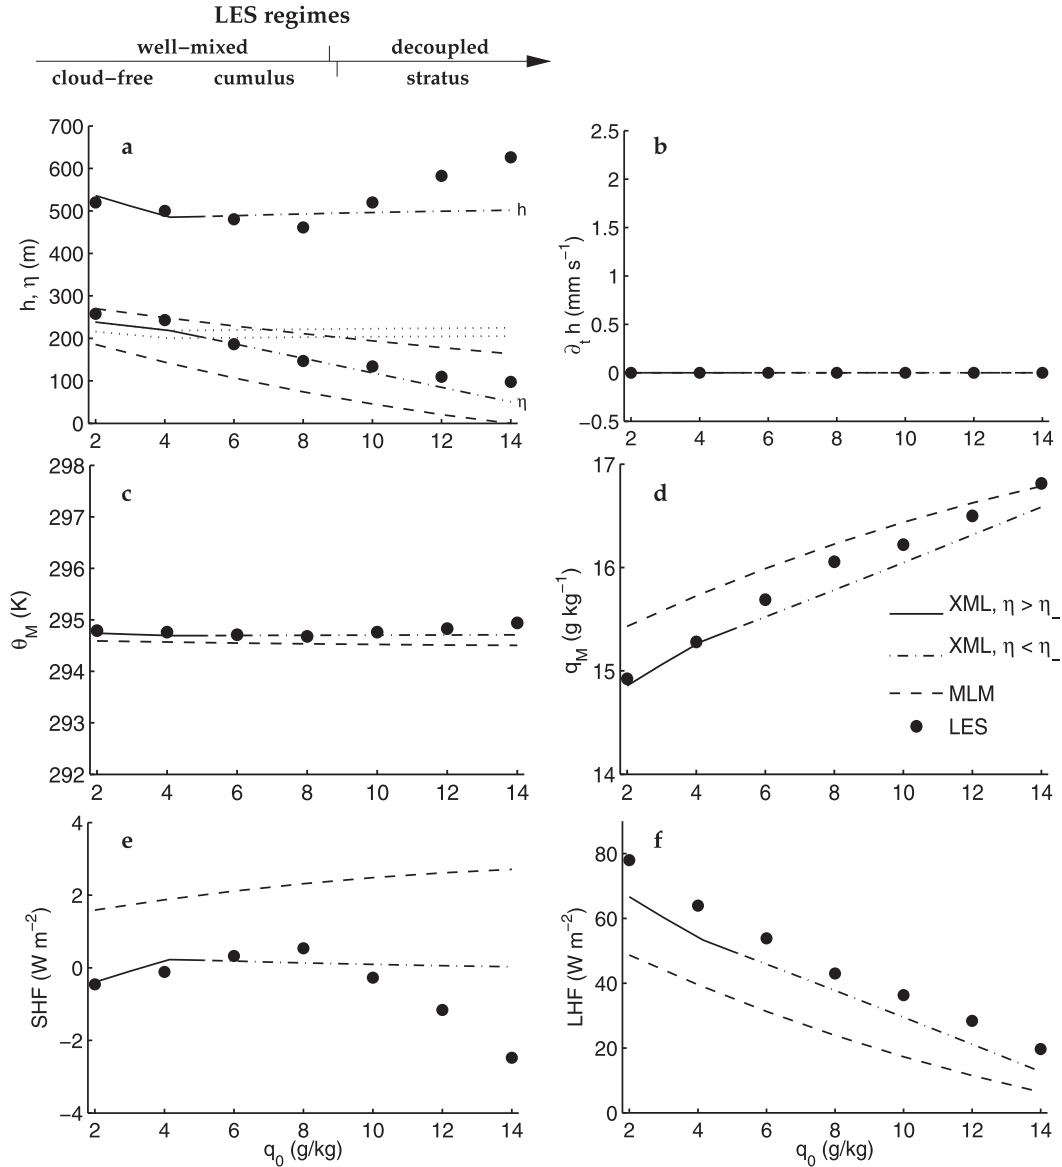 LES regimes
well−mixed decoupled
cloud−free cumulus stratus
a
700
600
500
400
300
200
100
0
h, η (m)
h
η
2 4 6 8 10 12 14
b
2.5
2
1.5
1
0.5
0
−0.5
∂t h (mm s−1)
2 4 6 8 10 12 14
c
298
297
296
295
294
293
292
θM (K)
2 4 6 8 10 12 14
d
17
16
15
14
qM (g kg−1)
XML, η > η_
XML, η < η_
MLM
LES
2 4 6 8 10 12 14
e
4
2
0
−2
−4
SHF (W m−2)
2 4 6 8 10 12 14
q0 (g/kg)
f
80
60
40
20
0
LHF (W m−2)
2 4 6 8 10 12 14
q0 (g/kg)